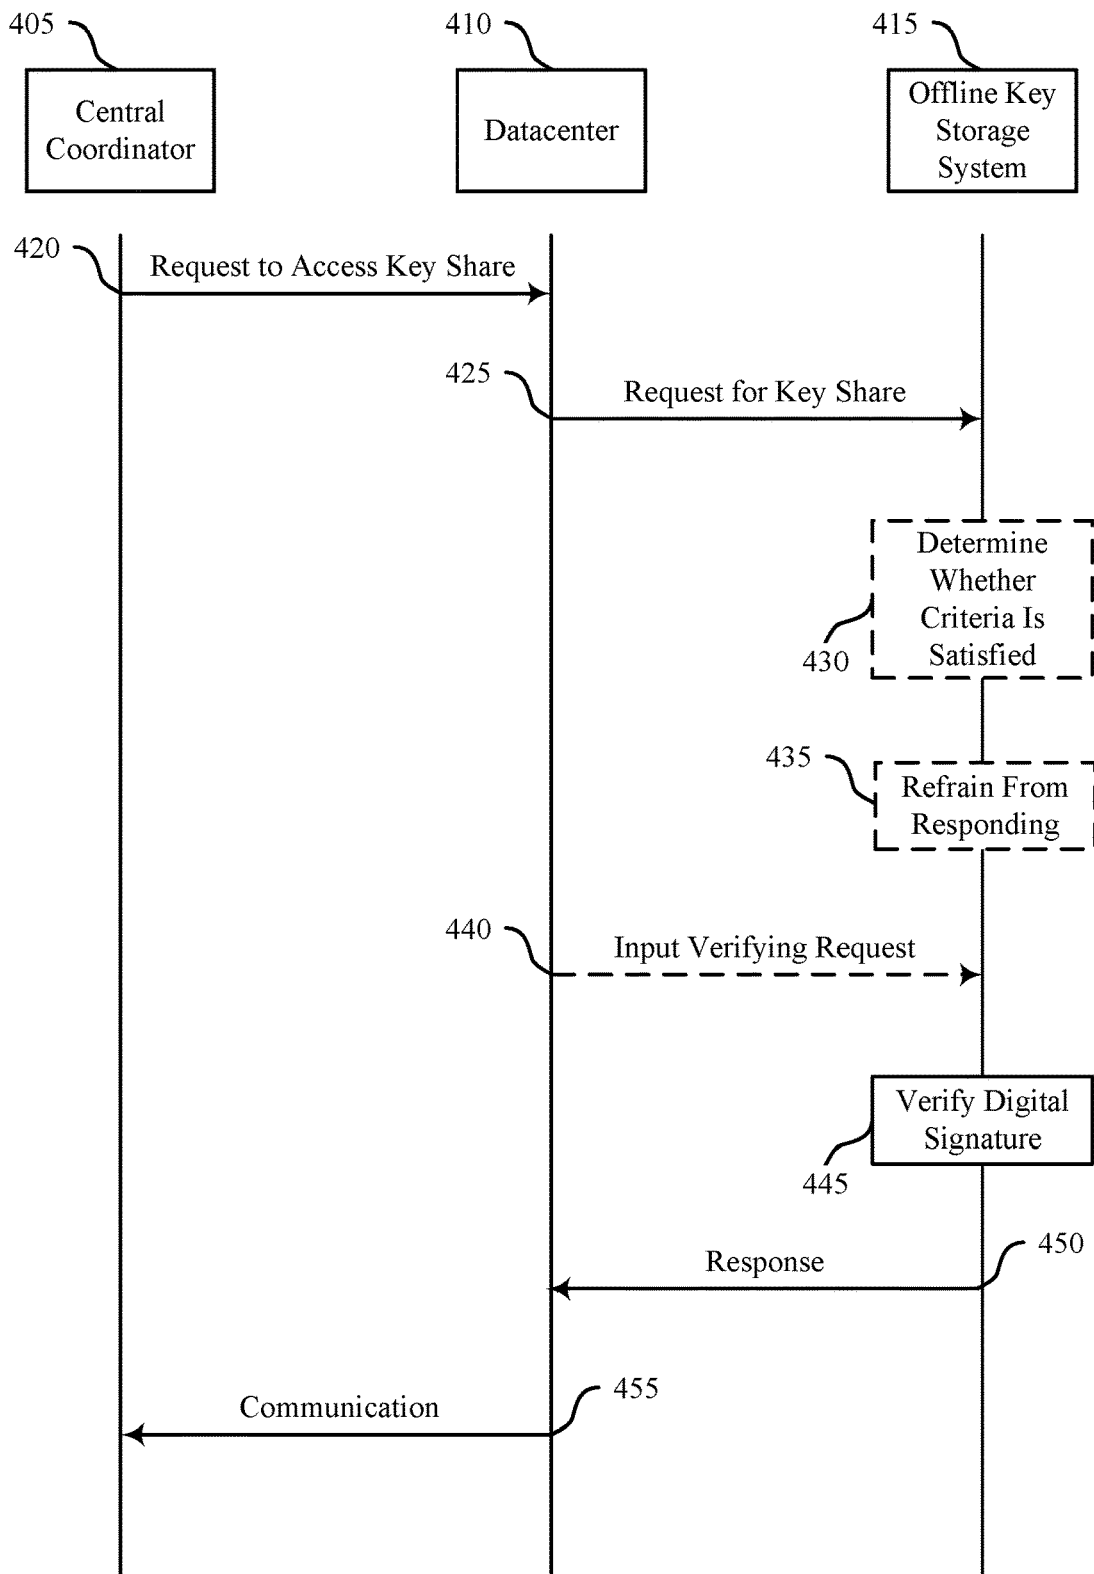 405
410
415
Central
Coordinator
Datacenter
Offline Key
Storage
System
420
Request to Access Key Share
425
Request for Key Share
Determine
Whether
Criteria Is
Satisfied
430
435
Refrain From
Responding
440
Input Verifying Request
Verify Digital
Signature
445
450
Response
455
Communication